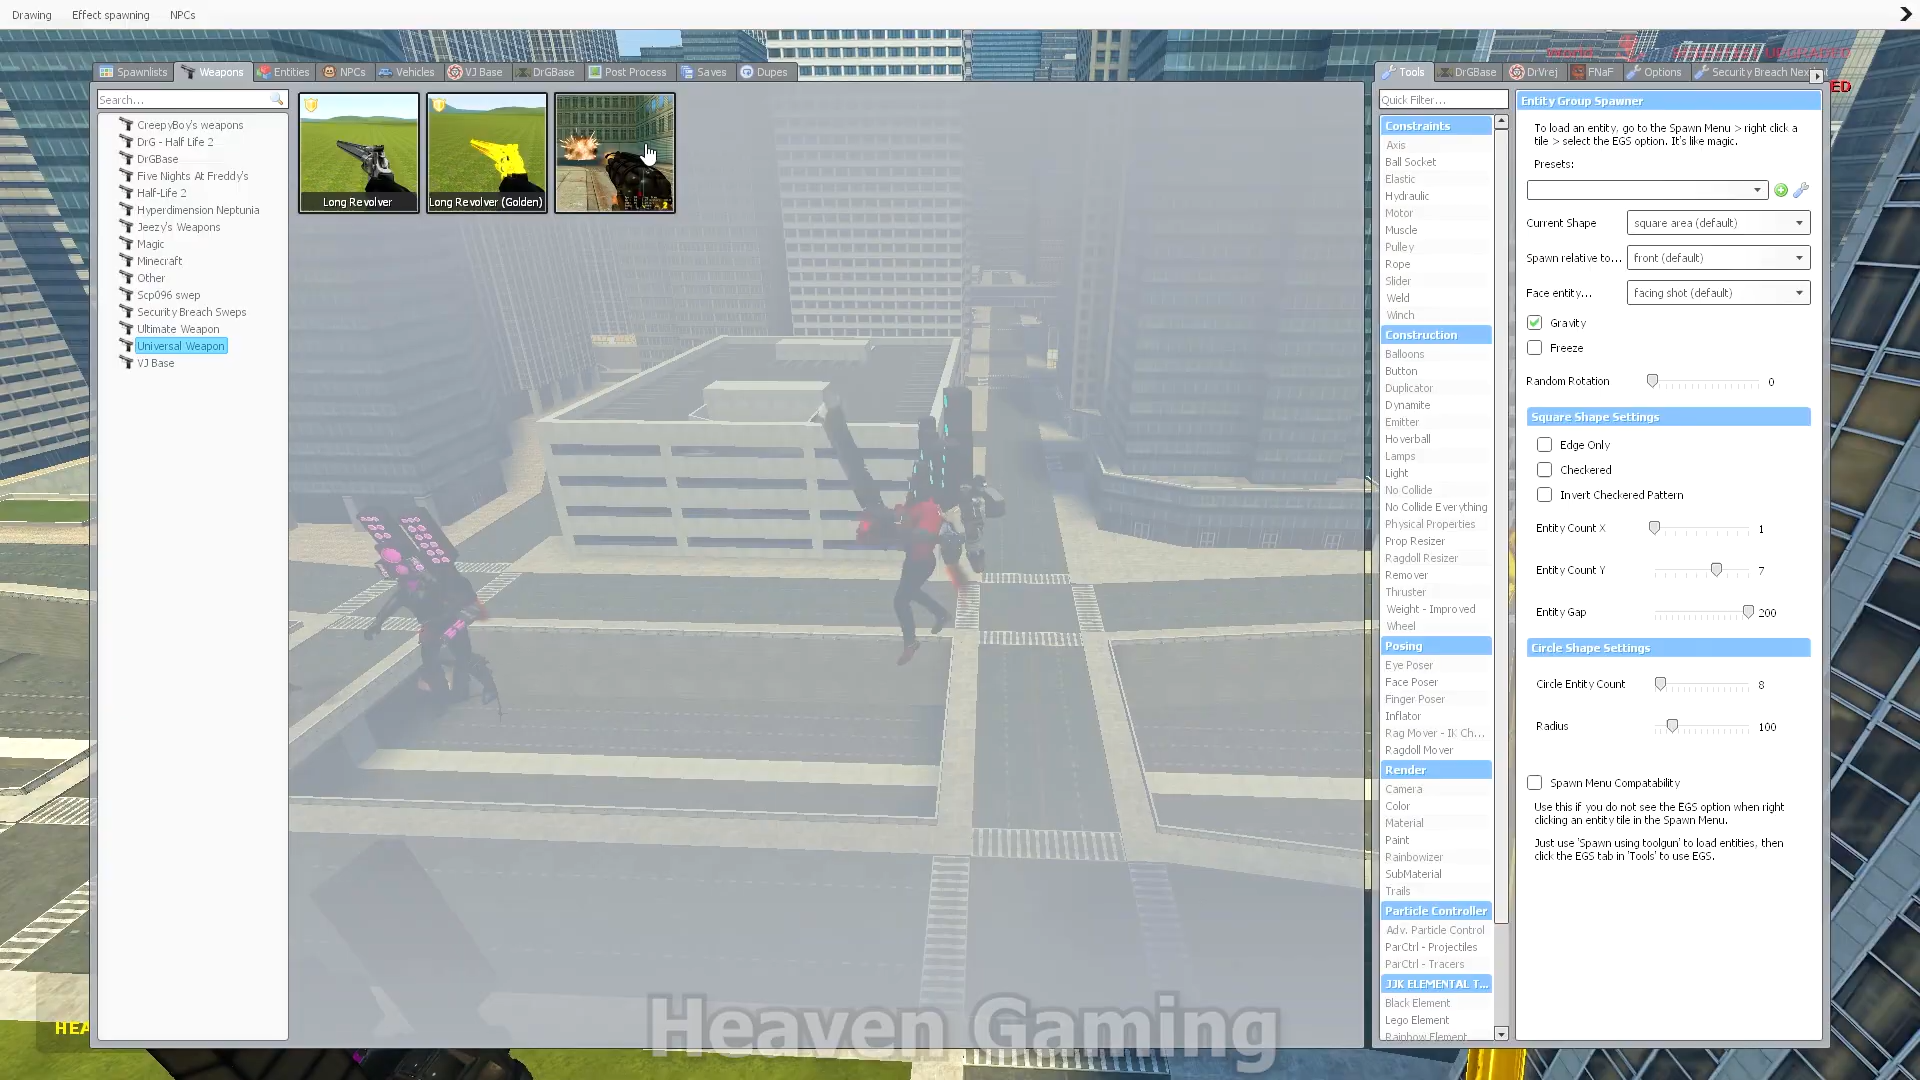 Drawing
Effect spawning
NPCs
Spawnlists
Weapons
Entities
NPCs
Vehicles
VJ Base
DrGBase
Post Process
Saves
Dupes
Search...
CreepyBoy's weapons
DrG - Half Life 2
DrGBase
Five Nights At Freddy's
Half-Life 2
Hyperdimension Neptunia
Jeezy's Weapons
Magic
Minecraft
Other
Scp096 swep
Security Breach Sweps
Ultimate Weapon
Universal Weapon
VJ Base
Long Revolver
Long Revolver (Golden)
Tools
DrGBase
DrVrej
FNaF
Options
Security Breach Nex
ED
Quick Filter...
Constraints
Axis
Ball Socket
Elastic
Hydraulic
Motor
Muscle
Pulley
Rope
Slider
Weld
Winch
Construction
Balloons
Button
Duplicator
Dynamite
Emitter
Hoverball
Lamps
Light
No Collide
No Collide Everything
Physical Properties
Prop Resizer
Ragdoll Resizer
Remover
Thruster
Weight - Improved
Wheel
Posing
Eye Poser
Face Poser
Finger Poser
Inflator
Rag Mover - IK Ch...
Ragdoll Mover
Render
Camera
Color
Material
Paint
Rainbowizer
SubMaterial
Trails
Particle Controller
Adv. Particle Control
ParCtrl - Projectiles
ParCtrl - Tracers
JJK ELEMENTAL T...
Black Element
Lego Element
Rainbow Element
Entity Group Spawner
To load an entity, go to the Spawn Menu > right click a
tile > select the EGS option. It's like magic.
Presets:
Current Shape
square area (default)
Spawn relative to...
front (default)
Face entity...
facing shot (default)
Gravity
Freeze
Random Rotation
0
Square Shape Settings
Edge Only
Checkered
Invert Checkered Pattern
Entity Count X
1
Entity Count Y
7
Entity Gap
200
Circle Shape Settings
Circle Entity Count
8
Radius
100
Spawn Menu Compatability
Use this if you do not see the EGS option when right
clicking an entity tile in the Spawn Menu.
Just use 'Spawn using toolgun' to load entities, then
click the EGS tab in 'Tools' to use EGS.
HEA
Heaven Gaming